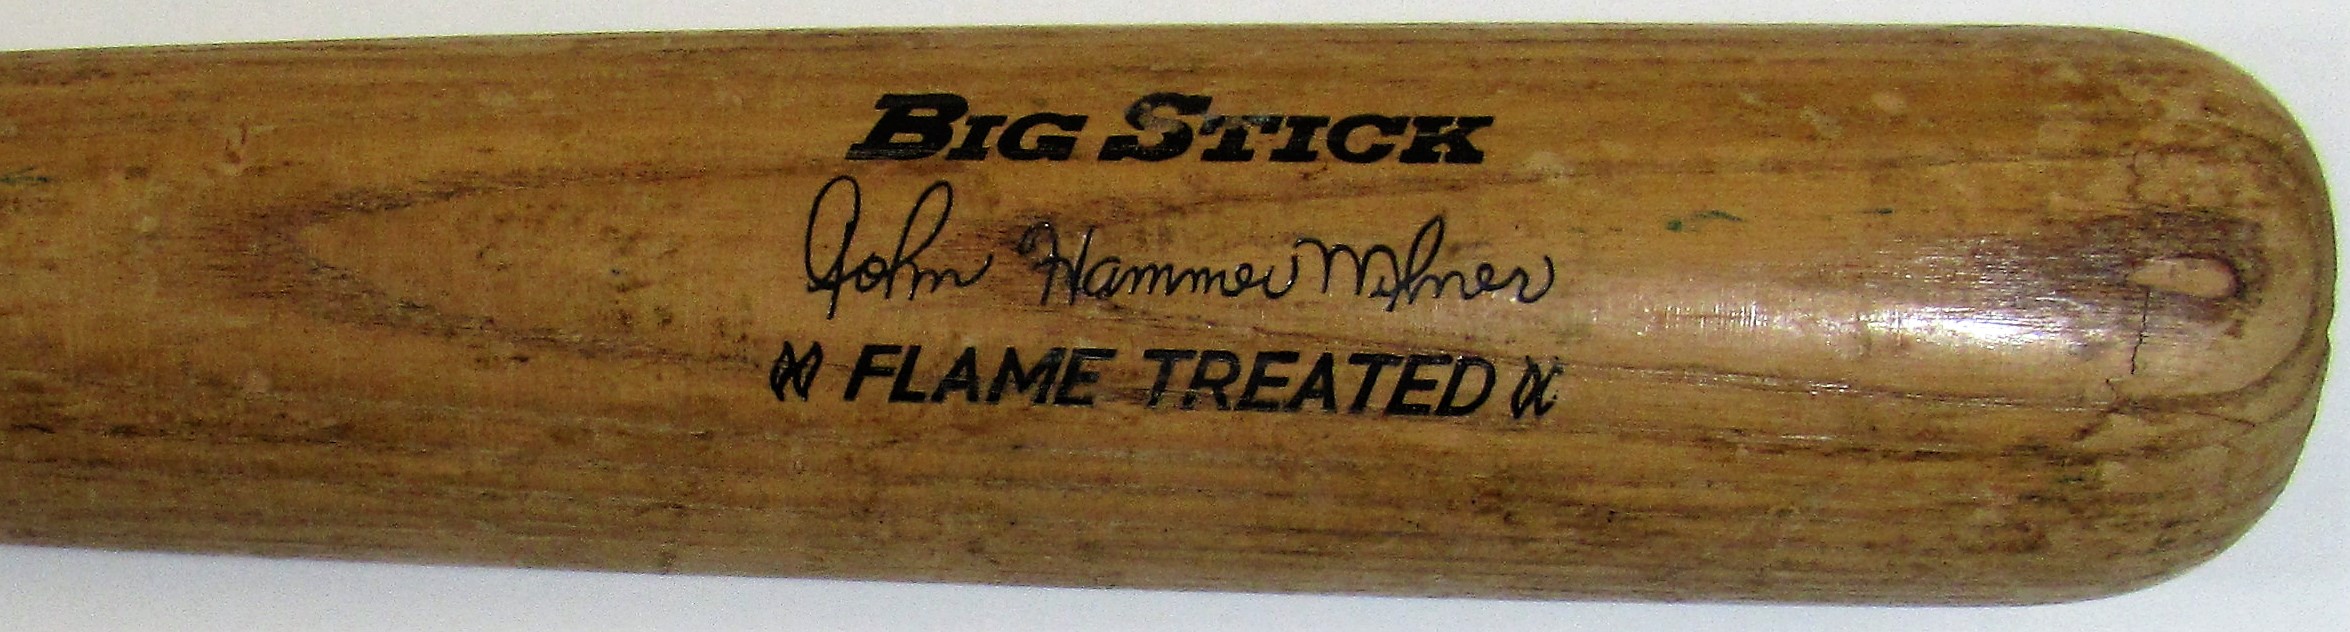 BIG STICK
John Hammer Milner
FLAME TREATED